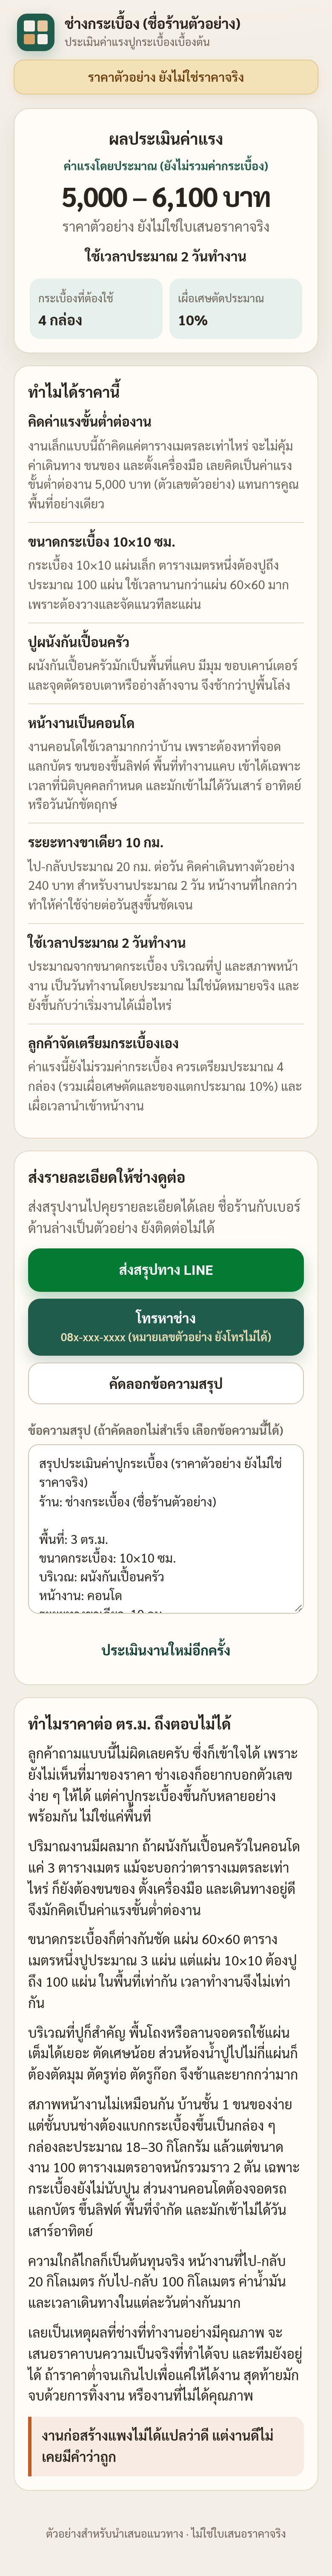 ช่างกระเบื้อง (ชื่อร้านตัวอย่าง)
ประเมินค่าแรงปูกระเบื้องเบื้องต้น
ราคาตัวอย่าง ยังไม่ใช่ราคาจริง
ผลประเมินค่าแรง
ค่าแรงโดยประมาณ (ยังไม่รวมค่ากระเบื้อง)
5,000 – 6,100 บาท
ราคาตัวอย่าง ยังไม่ใช่ใบเสนอราคาจริง
ใช้เวลาประมาณ 2 วันทำงาน
กระเบื้องที่ต้องใช้
4 กล่อง
เผื่อเศษตัดประมาณ
10%
ทำไมได้ราคานี้
คิดค่าแรงขั้นต่ำต่องาน
งานเล็กแบบนี้ถ้าคิดแค่ตารางเมตรละเท่าไหร่ จะไม่คุ้ม
ค่าเดินทาง ขนของ และตั้งเครื่องมือ เลยคิดเป็นค่าแรง
ขั้นต่ำต่องาน 5,000 บาท (ตัวเลขตัวอย่าง) แทนการคูณ
พื้นที่อย่างเดียว
ขนาดกระเบื้อง 10×10 ซม.
กระเบื้อง 10×10 แผ่นเล็ก ตารางเมตรหนึ่งต้องปูถึง
ประมาณ 100 แผ่น ใช้เวลานานกว่าแผ่น 60×60 มาก
เพราะต้องวางและจัดแนวทีละแผ่น
ปูผนังกันเปื้อนครัว
ผนังกันเปื้อนครัวมักเป็นพื้นที่แคบ มีมุม ขอบเคาน์เตอร์
และจุดตัดรอบเตาหรืออ่างล้างจาน จึงช้ากว่าปูพื้นโล่ง
หน้างานเป็นคอนโด
งานคอนโดใช้เวลามากกว่าบ้าน เพราะต้องหาที่จอด
แลกบัตร ขนของขึ้นลิฟต์ พื้นที่ทำงานแคบ เข้าได้เฉพาะ
เวลาที่นิติบุคคลกำหนด และมักเข้าไม่ได้วันเสาร์ อาทิตย์
หรือวันนักขัตฤกษ์
ระยะทางขาเดียว 10 กม.
ไป-กลับประมาณ 20 กม. ต่อวัน คิดค่าเดินทางตัวอย่าง
240 บาท สำหรับงานประมาณ 2 วัน หน้างานที่ไกลกว่า
ทำให้ค่าใช้จ่ายต่อวันสูงขึ้นชัดเจน
ใช้เวลาประมาณ 2 วันทำงาน
ประมาณจากขนาดกระเบื้อง บริเวณที่ปู และสภาพหน้า
งาน เป็นวันทำงานโดยประมาณ ไม่ใช่นัดหมายจริง และ
ยังขึ้นกับว่าเริ่มงานได้เมื่อไหร่
ลูกค้าจัดเตรียมกระเบื้องเอง
ค่าแรงนี้ยังไม่รวมค่ากระเบื้อง ควรเตรียมประมาณ 4
กล่อง (รวมเผื่อเศษตัดและของแตกประมาณ 10%) และ
เผื่อเวลานำเข้าหน้างาน
ส่งรายละเอียดให้ช่างดูต่อ
ส่งสรุปงานไปคุยรายละเอียดได้เลย ชื่อร้านกับเบอร์
ด้านล่างเป็นตัวอย่าง ยังติดต่อไม่ได้
ส่งสรุปทาง LINE
โทรหาช่าง
08x-xxx-xxxx (หมายเลขตัวอย่าง ยังโทรไม่ได้)
คัดลอกข้อความสรุป
ข้อความสรุป (ถ้าคัดลอกไม่สำเร็จ เลือกข้อความนี้ได้)
สรุปประเมินค่าปูกระเบื้อง (ราคาตัวอย่าง ยังไม่ใช่
ราคาจริง)
ร้าน: ช่างกระเบื้อง (ชื่อร้านตัวอย่าง)
พื้นที่: 3 ตร.ม.
ขนาดกระเบื้อง: 10×10 ซม.
บริเวณ: ผนังกันเปื้อนครัว
หน้างาน: คอนโด
ระยะทางขาเดียว: 10 กม.
ประเมินงานใหม่อีกครั้ง
ทำไมราคาต่อ ตร.ม. ถึงตอบไม่ได้
ลูกค้าถามแบบนี้ไม่ผิดเลยครับ ซึ่งก็เข้าใจได้ เพราะ
ยังไม่เห็นที่มาของราคา ช่างเองก็อยากบอกตัวเลข
ง่าย ๆ ให้ได้ แต่ค่าปูกระเบื้องขึ้นกับหลายอย่าง
พร้อมกัน ไม่ใช่แค่พื้นที่
ปริมาณงานมีผลมาก ถ้าผนังกันเปื้อนครัวในคอนโด
แค่ 3 ตารางเมตร แม้จะบอกว่าตารางเมตรละเท่า
ไหร่ ก็ยังต้องขนของ ตั้งเครื่องมือ และเดินทางอยู่ดี
จึงมักคิดเป็นค่าแรงขั้นต่ำต่องาน
ขนาดกระเบื้องก็ต่างกันชัด แผ่น 60×60 ตาราง
เมตรหนึ่งปูประมาณ 3 แผ่น แต่แผ่น 10×10 ต้องปู
ถึง 100 แผ่น ในพื้นที่เท่ากัน เวลาทำงานจึงไม่เท่า
กัน
บริเวณที่ปูก็สำคัญ พื้นโถงหรือลานจอดรถใช้แผ่น
เต็มได้เยอะ ตัดเศษน้อย ส่วนห้องน้ำปูไปไม่กี่แผ่นก็
ต้องตัดมุม ตัดรูท่อ ตัดรูก๊อก จึงช้าและยากกว่ามาก
สภาพหน้างานไม่เหมือนกัน บ้านชั้น 1 ขนของง่าย
แต่ชั้นบนช่างต้องแบกกระเบื้องขึ้นเป็นกล่อง ๆ
กล่องละประมาณ 18–30 กิโลกรัม แล้วแต่ขนาด
งาน 100 ตารางเมตรอาจหนักรวมราว 2 ตัน เฉพาะ
กระเบื้องยังไม่นับปูน ส่วนงานคอนโดต้องจอดรถ
แลกบัตร ขึ้นลิฟต์ พื้นที่จำกัด และมักเข้าไม่ได้วัน
เสาร์อาทิตย์
ความใกล้ไกลก็เป็นต้นทุนจริง หน้างานที่ไป-กลับ
20 กิโลเมตร กับไป-กลับ 100 กิโลเมตร ค่าน้ำมัน
และเวลาเดินทางในแต่ละวันต่างกันมาก
เลยเป็นเหตุผลที่ช่างที่ทำงานอย่างมีคุณภาพ จะ
เสนอราคาบนความเป็นจริงที่ทำได้จบ และทีมยังอยู่
ได้ ถ้าราคาต่ำจนเกินไปเพื่อแค่ให้ได้งาน สุดท้ายมัก
จบด้วยการทิ้งงาน หรืองานที่ไม่ได้คุณภาพ
งานก่อสร้างแพงไม่ได้แปลว่าดี แต่งานดีไม่
เคยมีคำว่าถูก
ตัวอย่างสำหรับนำเสนอแนวทาง · ไม่ใช่ใบเสนอราคาจริง